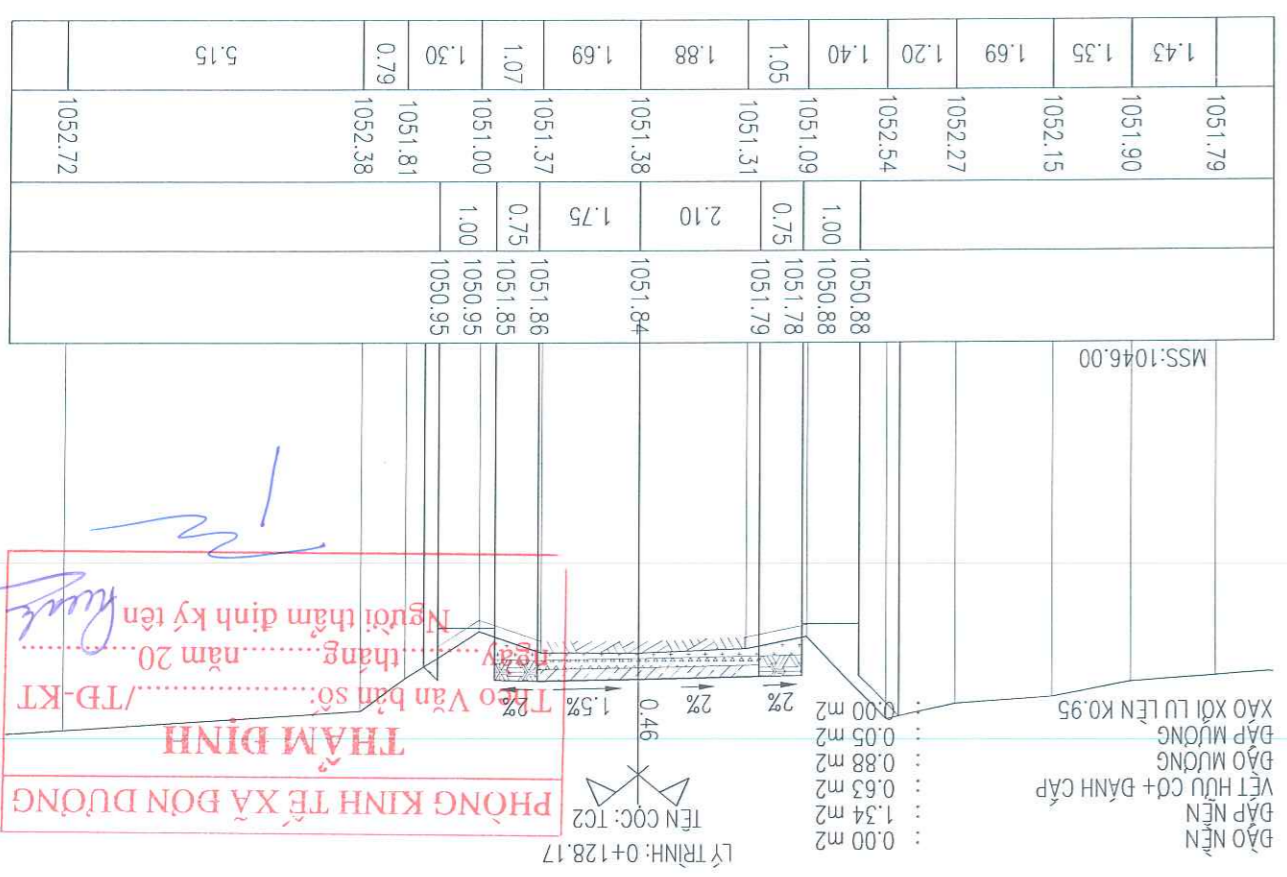 LÝ TRÌNH: 0+128.17
TÊN CỌC: TC2
ĐÀO NỀN : 0.00 m2
ĐẮP NỀN : 1.34 m2
VÉT HỮU CƠ+ ĐÁNH CẤP : 0.63 m2
ĐÀO MƯƠNG : 0.88 m2
ĐẮP MƯƠNG : 0.05 m2
XÁO XỚI LU LÈN K0.95 : 0.00 m2
PHÒNG KINH TẾ XÃ ĐƠN DƯƠNG
THẨM ĐỊNH
Theo Văn bản số:............/TĐ-KT
ngày.........tháng.........năm 20.........
Người thẩm định ký tên
0.46
2% 2% 1.5% 2%
MSS:1046.00
1050.88 1050.88 1051.78 1051.79 1051.84 1051.86 1051.85 1050.95 1050.95
1.00 0.75 2.10 1.75 0.75 1.00
1051.79 1051.90 1052.15 1052.27 1052.54 1051.09 1051.31 1051.38 1051.37 1051.00 1051.81 1052.38 1052.72
1.43 1.35 1.69 1.20 1.40 1.05 1.88 1.69 1.07 1.30 0.79 5.15